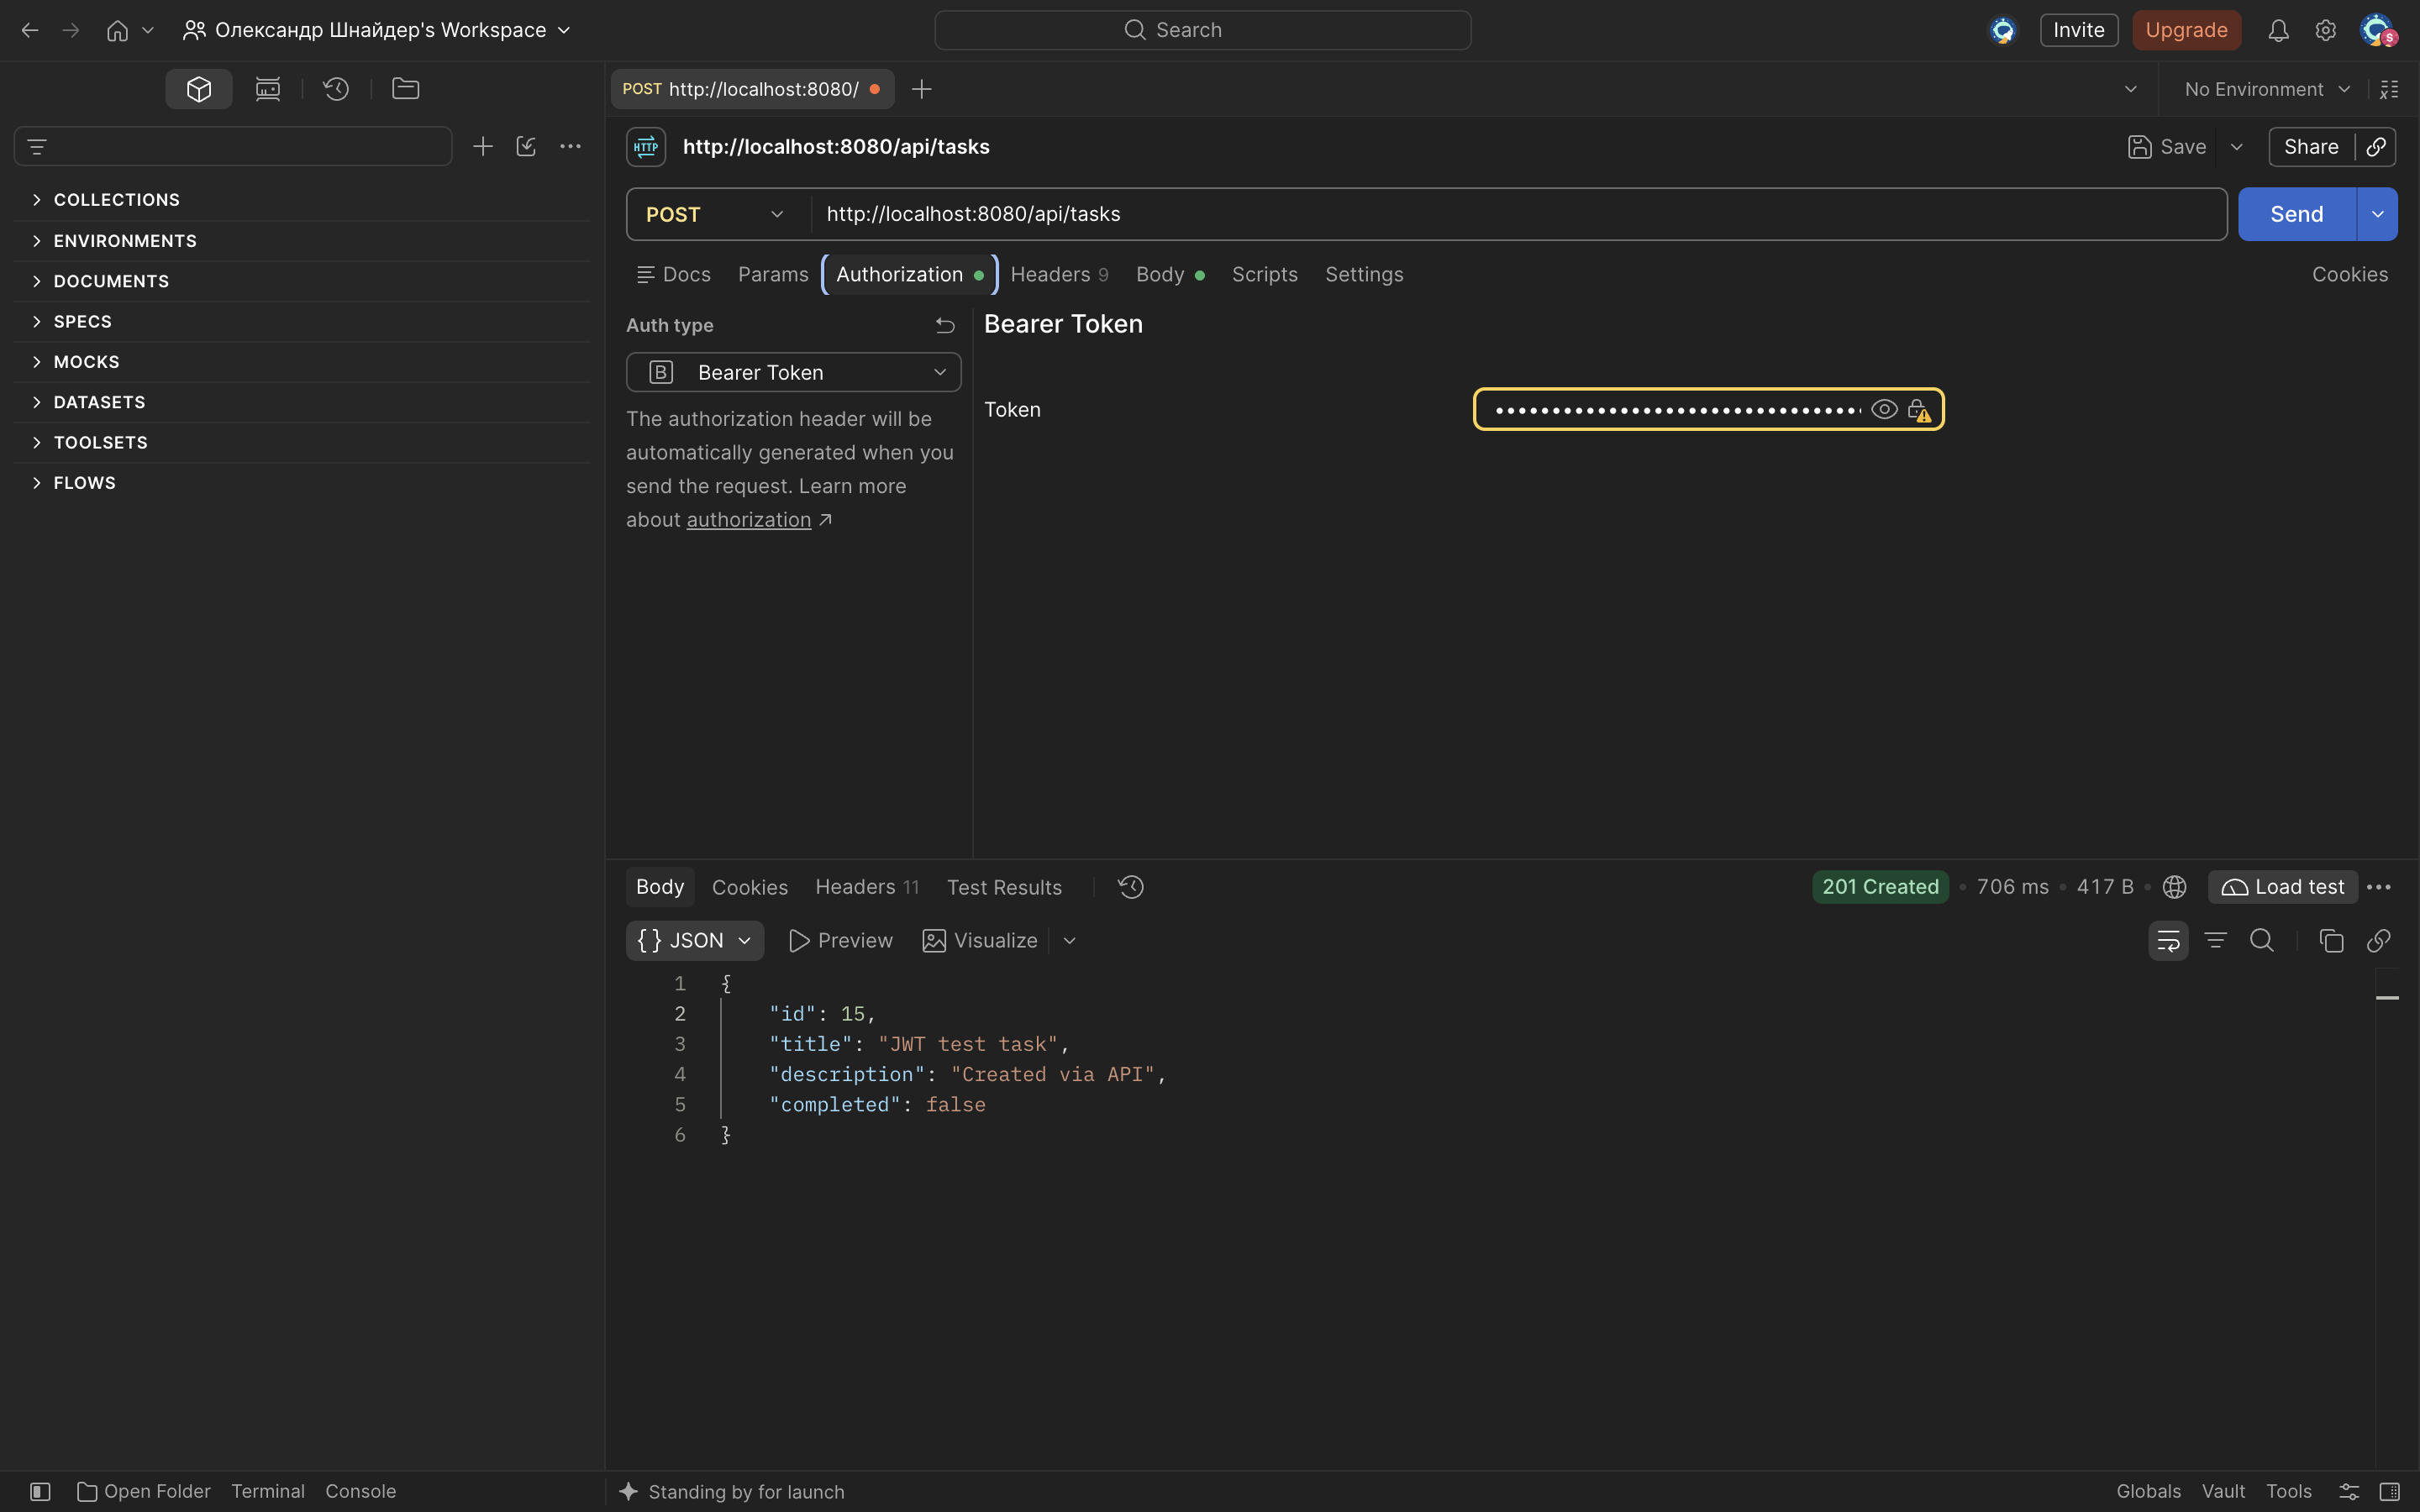 Олександр Шнайдер's Workspace
Search
Invite
Upgrade
POST http://localhost:8080/
No Environment
HTTP
http://localhost:8080/api/tasks
Save
Share
POST
http://localhost:8080/api/tasks
Send
Docs
Params
Authorization
Headers 9
Body
Scripts
Settings
Cookies
COLLECTIONS
ENVIRONMENTS
DOCUMENTS
SPECS
MOCKS
DATASETS
TOOLSETS
FLOWS
Auth type
B Bearer Token
The authorization header will be
automatically generated when you
send the request. Learn more
about authorization
Bearer Token
Token
Body
Cookies
Headers 11
Test Results
201 Created
706 ms
417 B
Load test
{} JSON
Preview
Visualize
1 {
2 "id": 15,
3 "title": "JWT test task",
4 "description": "Created via API",
5 "completed": false
6 }
Open Folder
Terminal
Console
Standing by for launch
Globals
Vault
Tools